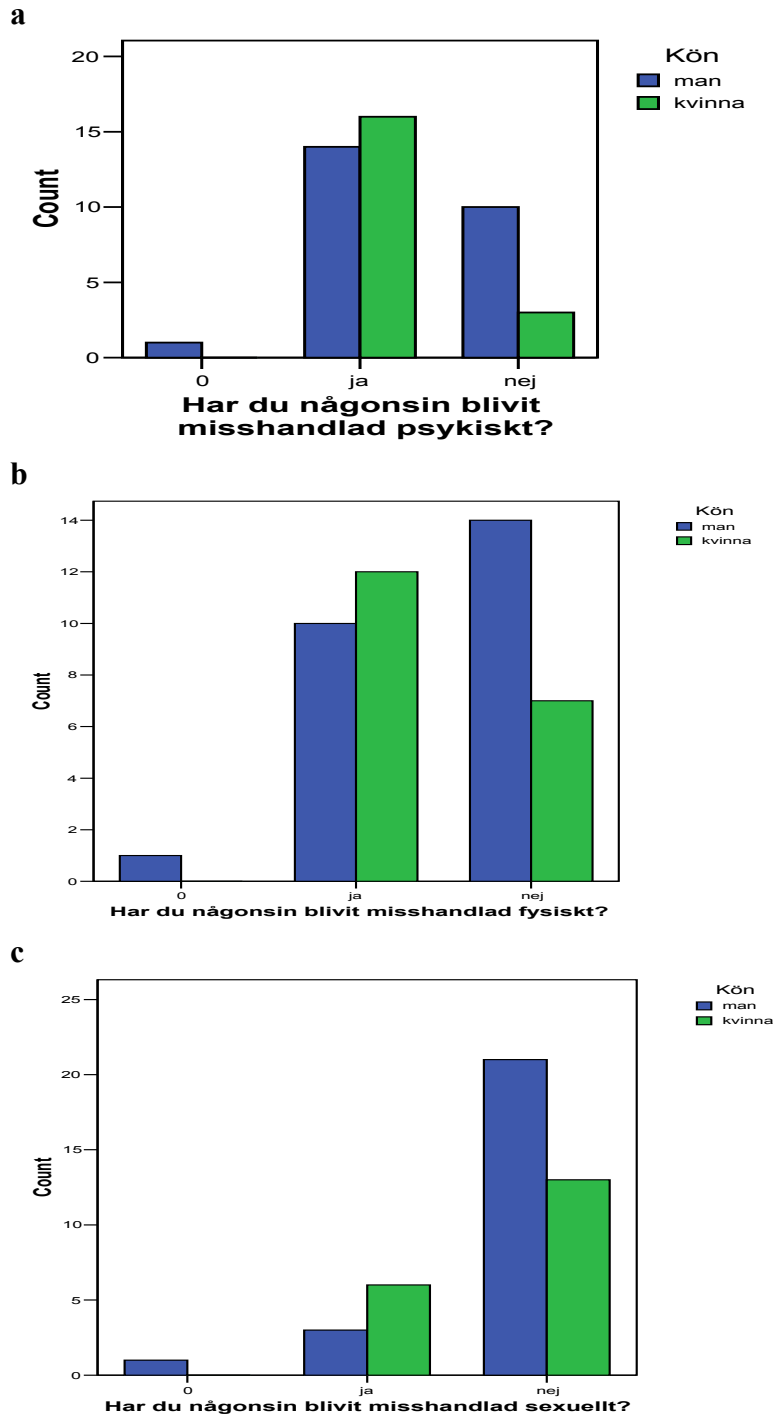 a
20
15
10
5
0
Count
0 ja nej
Har du någonsin blivit
misshandlad psykiskt?
Kön
man
kvinna
b
14
12
10
8
6
4
2
0
Count
0 ja nej
Har du någonsin blivit misshandlad fysiskt?
Kön
man
kvinna
c
25
20
15
10
5
0
Count
0 ja nej
Har du någonsin blivit misshandlad sexuellt?
Kön
man
kvinna